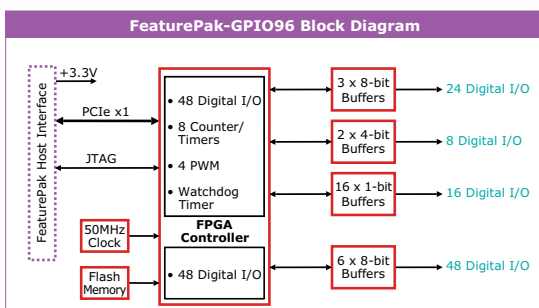 FeaturePak-GPIO96 Block Diagram
FeaturePak Host Interface
+3.3V
PCIe x1
JTAG
50MHz
Clock
Flash
Memory
• 48 Digital I/O
• 8 Counter/
Timers
• 4 PWM
• Watchdog
Timer
FPGA
Controller
• 48 Digital I/O
3 x 8-bit
Buffers
24 Digital I/O
2 x 4-bit
Buffers
8 Digital I/O
16 x 1-bit
Buffers
16 Digital I/O
6 x 8-bit
Buffers
48 Digital I/O